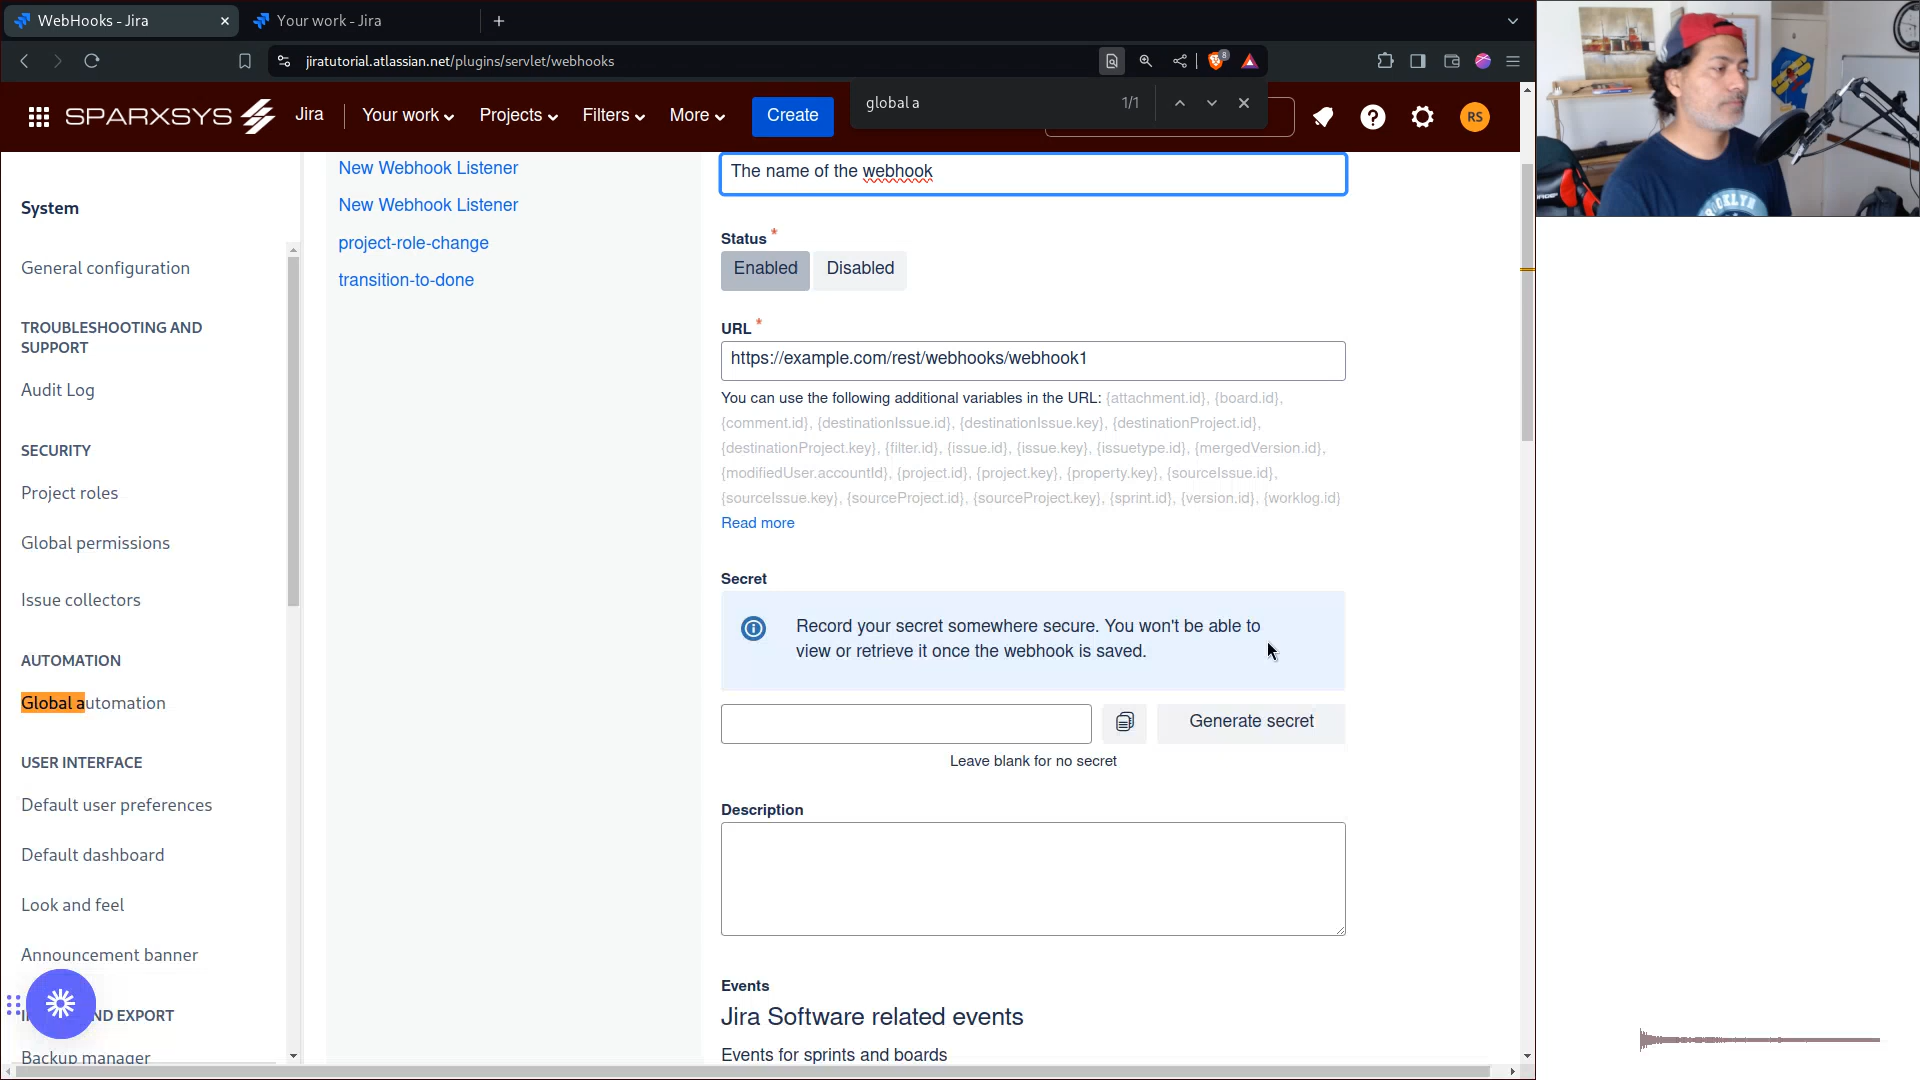 WebHooks - Jira
Your work - Jira
jiratutorial.atlassian.net/plugins/servlet/webhooks
8
global a
1/1
SPARXSYS
Jira
Your work
Projects
Filters
More
Create
RS
System
General configuration
TROUBLESHOOTING AND
SUPPORT
Audit Log
SECURITY
Project roles
Global permissions
Issue collectors
AUTOMATION
Global automation
USER INTERFACE
Default user preferences
Default dashboard
Look and feel
Announcement banner
ND EXPORT
Backup manager
New Webhook Listener
New Webhook Listener
project-role-change
transition-to-done
The name of the webhook
Status *
Enabled
Disabled
URL *
https://example.com/rest/webhooks/webhook1
You can use the following additional variables in the URL: {attachment.id}, {board.id},
{comment.id}, {destinationIssue.id}, {destinationIssue.key}, {destinationProject.id},
{destinationProject.key}, {filter.id}, {issue.id}, {issue.key}, {issuetype.id}, {mergedVersion.id},
{modifiedUser.accountId}, {project.id}, {project.key}, {property.key}, {sourceIssue.id},
{sourceIssue.key}, {sourceProject.id}, {sourceProject.key}, {sprint.id}, {version.id}, {worklog.id}
Read more
Secret
Record your secret somewhere secure. You won't be able to
view or retrieve it once the webhook is saved.
Generate secret
Leave blank for no secret
Description
Events
Jira Software related events
Events for sprints and boards
BROOKLYN